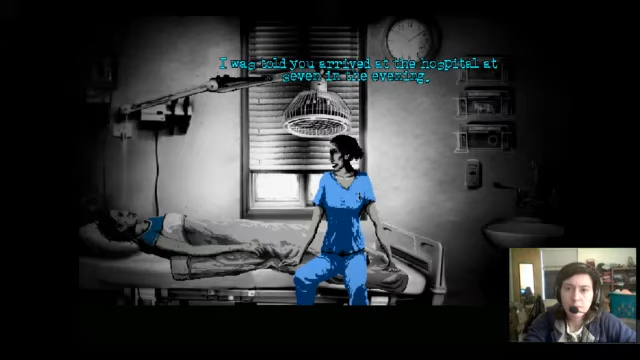 I was told you arrived at the hospital at
seven in the evening.